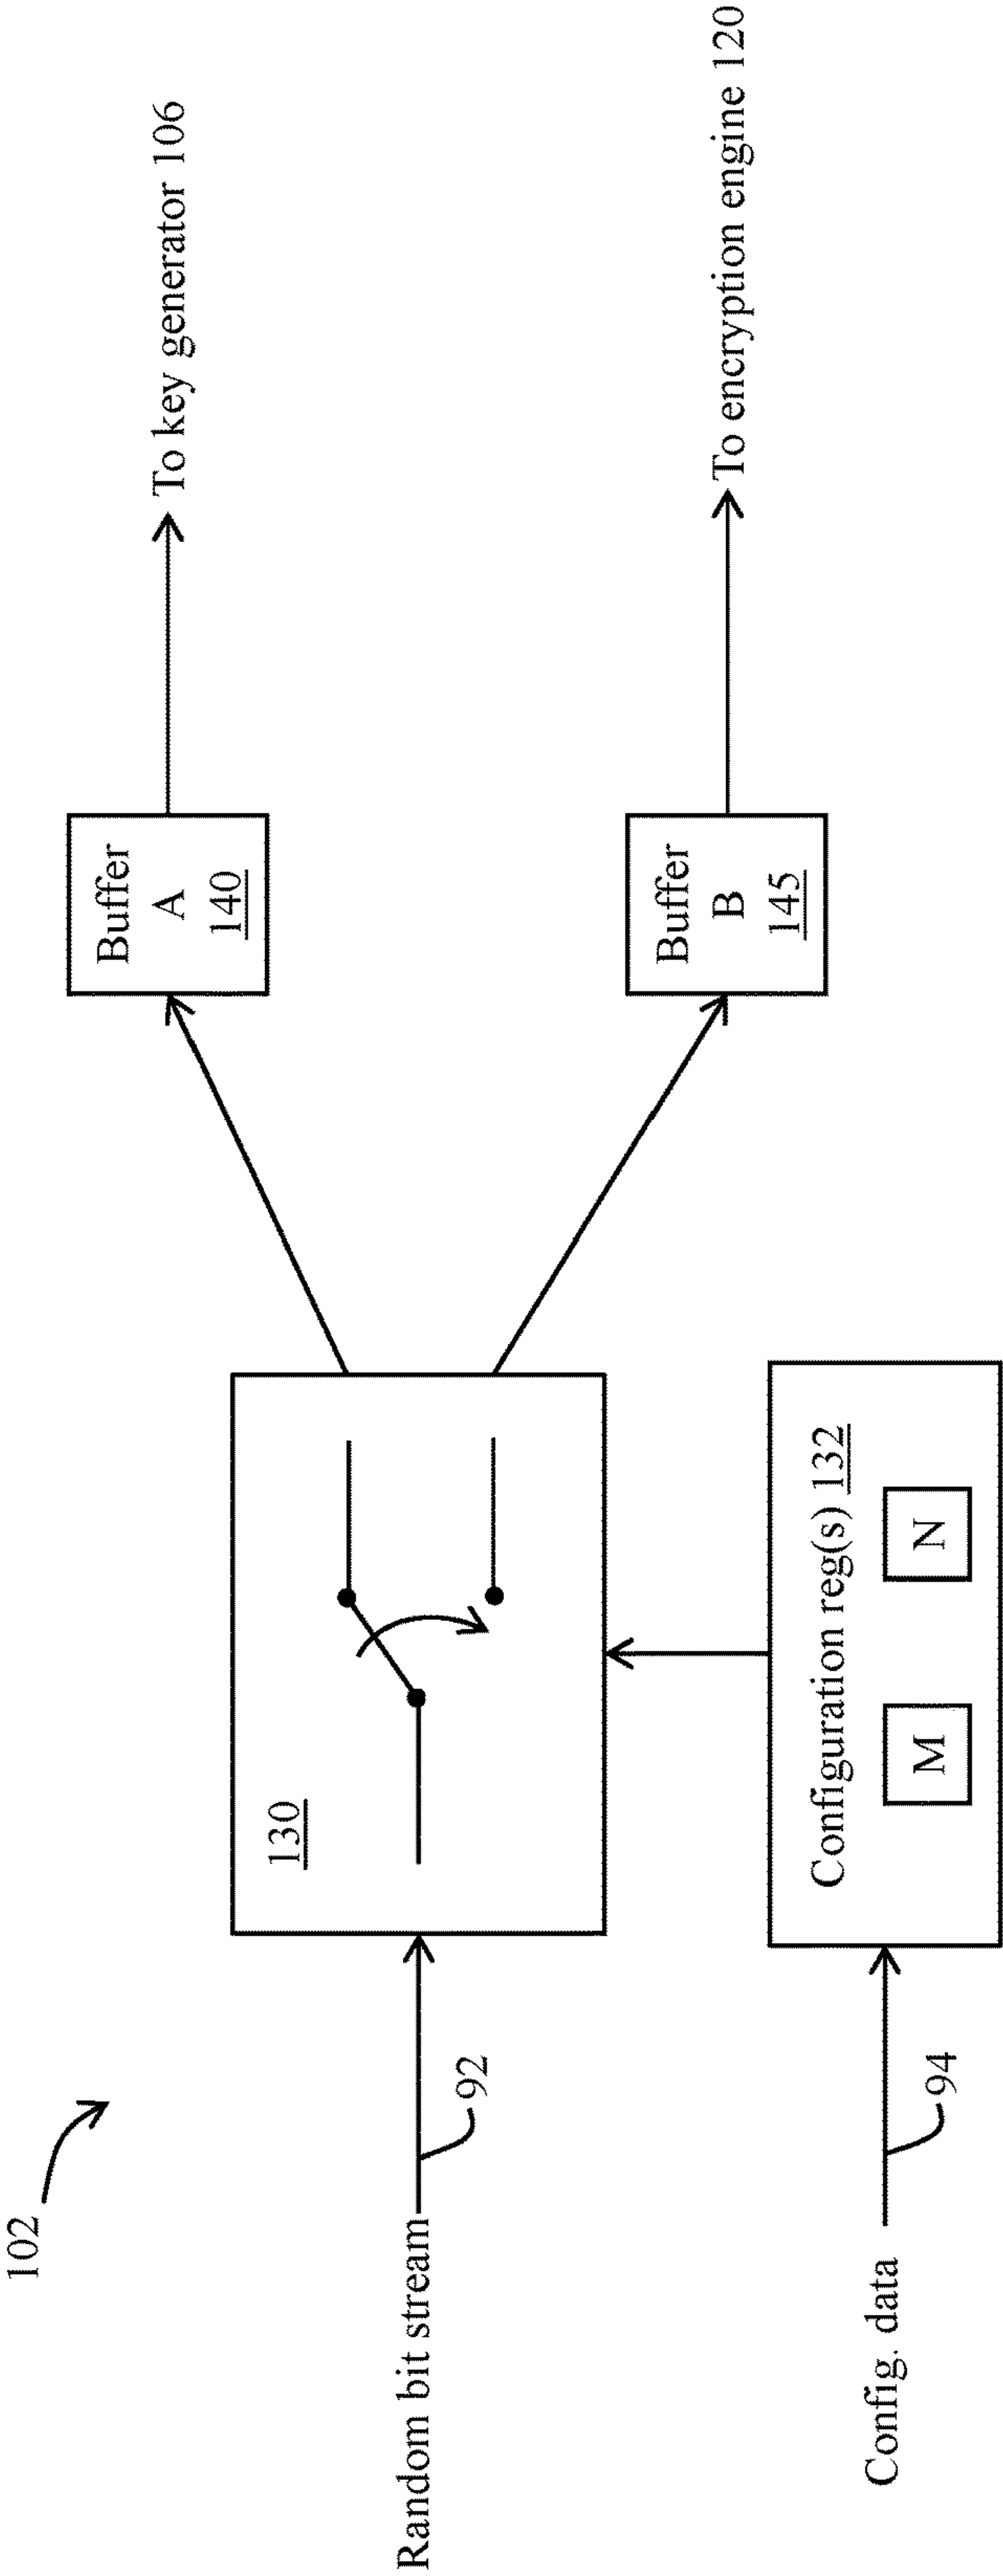 102
Random bit stream
92
130
Buffer
A
140
To key generator 106
Buffer
B
145
To encryption engine 120
Config. data
94
Configuration reg(s) 132
M
N